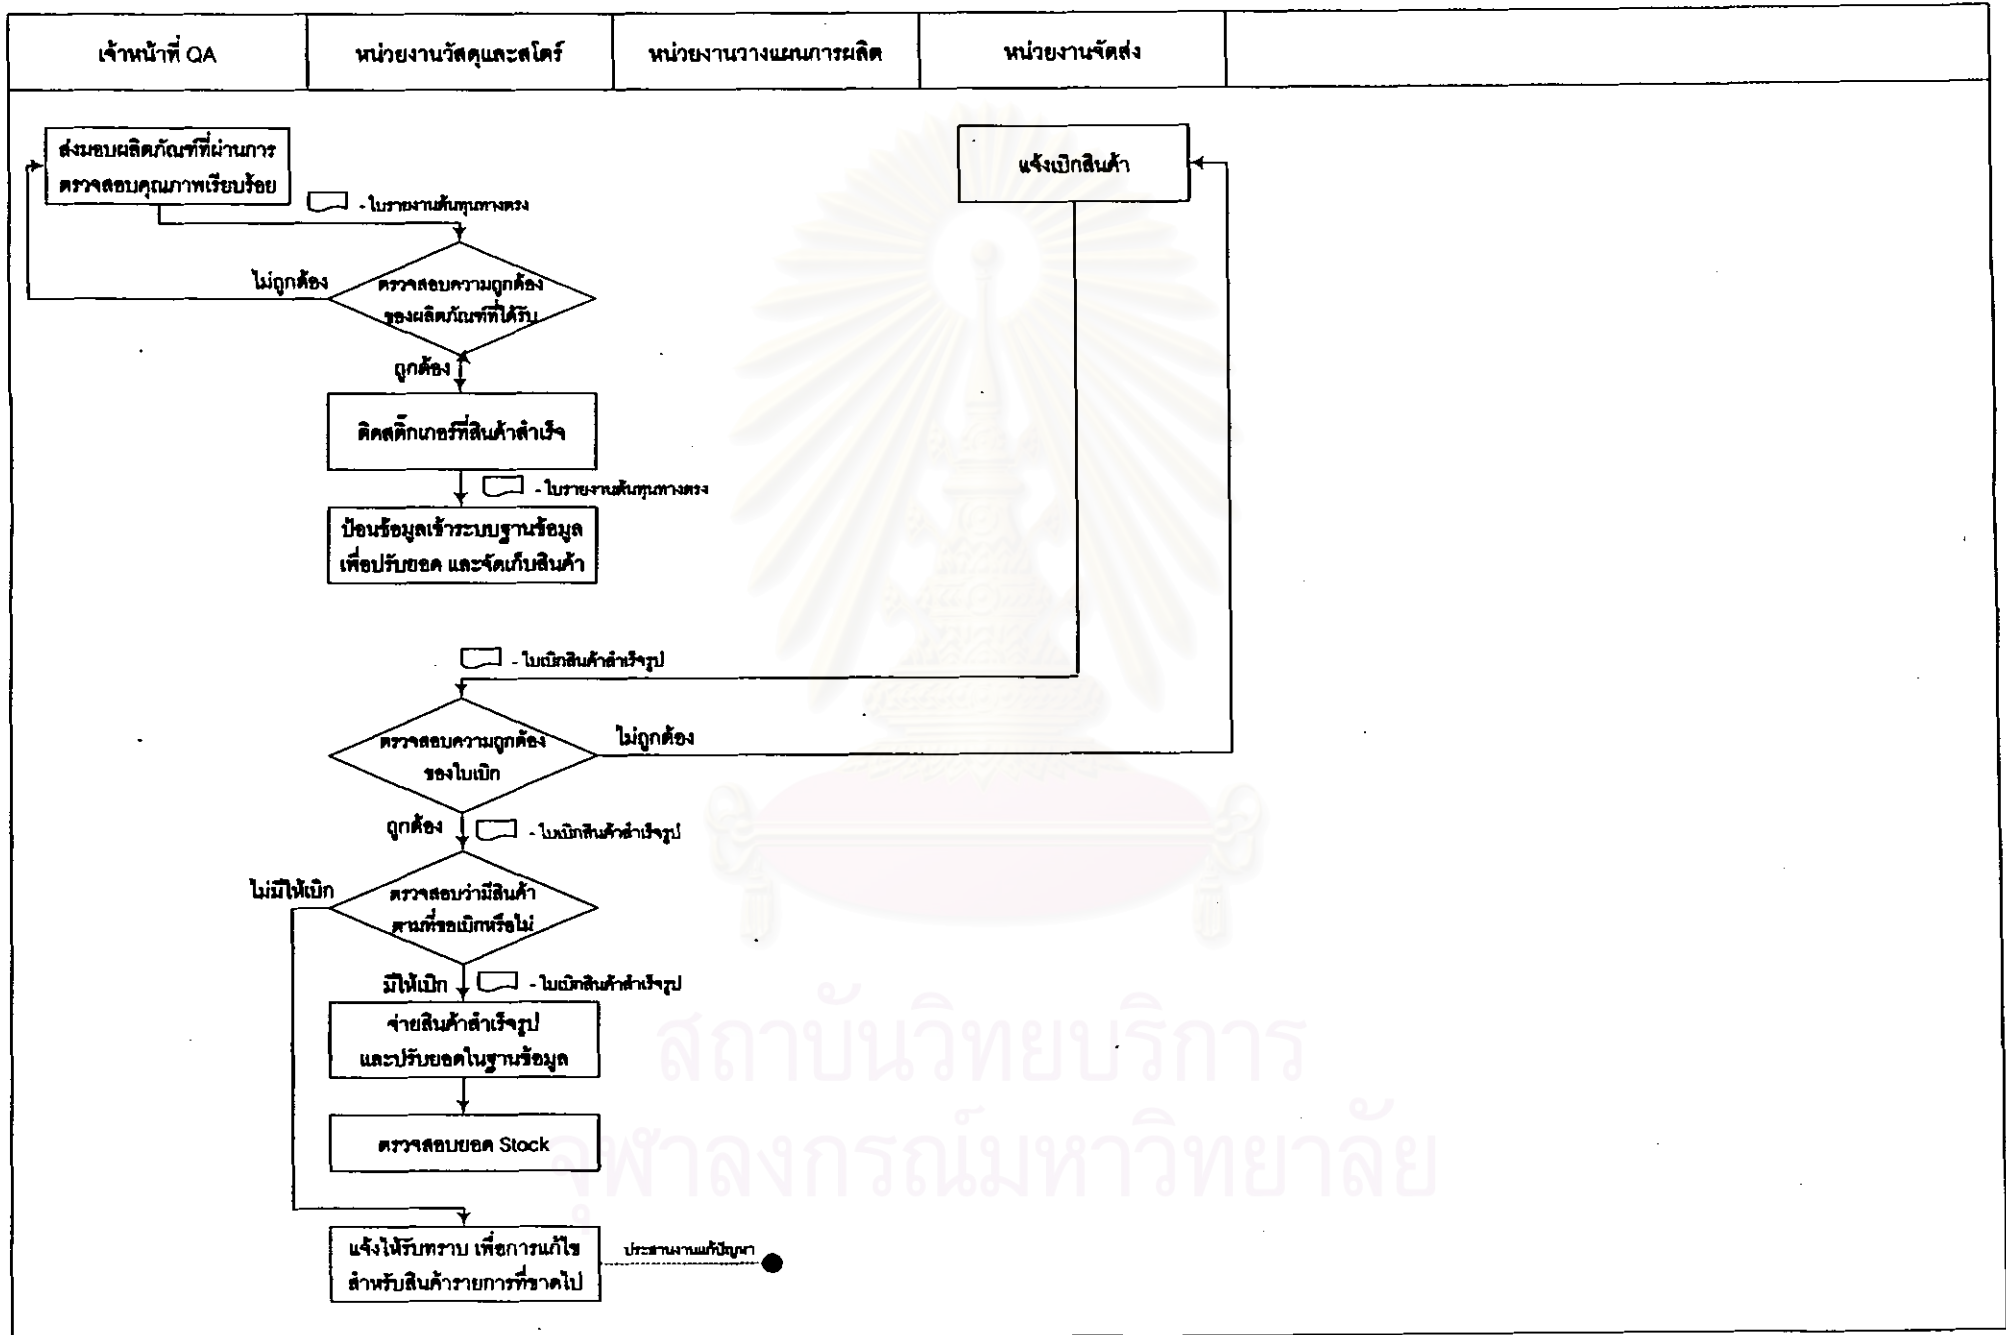 เจ้าหน้าที่ QA
หน่วยงานวัสดุและสโตร์
หน่วยงานวางแผนการผลิต
หน่วยงานจัดส่ง
ส่งมอบผลิตภัณฑ์ที่ผ่านการ
ตรวจสอบคุณภาพเรียบร้อย
แจ้งเบิกสินค้า
- ใบรายงานต้นทุนทางตรง
ไม่ถูกต้อง
ตรวจสอบความถูกต้อง
ของผลิตภัณฑ์ที่ได้รับ
ถูกต้อง
ติดสติ๊กเกอร์ที่สินค้าสำเร็จ
- ใบรายงานต้นทุนทางตรง
ป้อนข้อมูลเข้าระบบฐานข้อมูล
เพื่อปรับยอด และจัดเก็บสินค้า
- ใบเบิกสินค้าสำเร็จรูป
ตรวจสอบความถูกต้อง
ของใบเบิก
ไม่ถูกต้อง
ถูกต้อง
- ใบเบิกสินค้าสำเร็จรูป
ไม่มีให้เบิก
ตรวจสอบว่ามีสินค้า
ตามที่ขอเบิกหรือไม่
มีให้เบิก
- ใบเบิกสินค้าสำเร็จรูป
จ่ายสินค้าสำเร็จรูป
และปรับยอดในฐานข้อมูล
ตรวจสอบยอด Stock
แจ้งให้รับทราบ เพื่อการแก้ไข
สำหรับสินค้ารายการที่ขาดไป
ประสานงานแก้ปัญหา
สถาบันวิทยบริการ
จุฬาลงกรณ์มหาวิทยาลัย